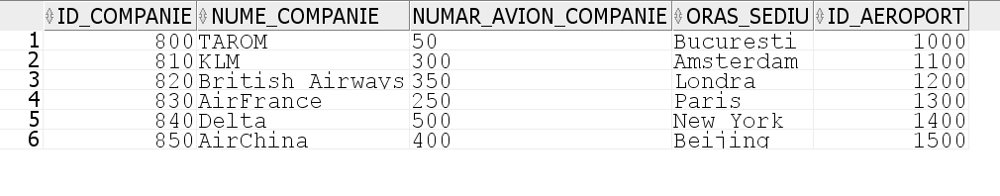 ID_COMPANIE NUME_COMPANIE NUMAR_AVION_COMPANIE ORAS_SEDIU ID_AEROPORT
1 800 TAROM 50 Bucuresti 1000
2 810 KLM 300 Amsterdam 1100
3 820 British Airways 350 Londra 1200
4 830 AirFrance 250 Paris 1300
5 840 Delta 500 New York 1400
6 850 AirChina 400 Beijing 1500